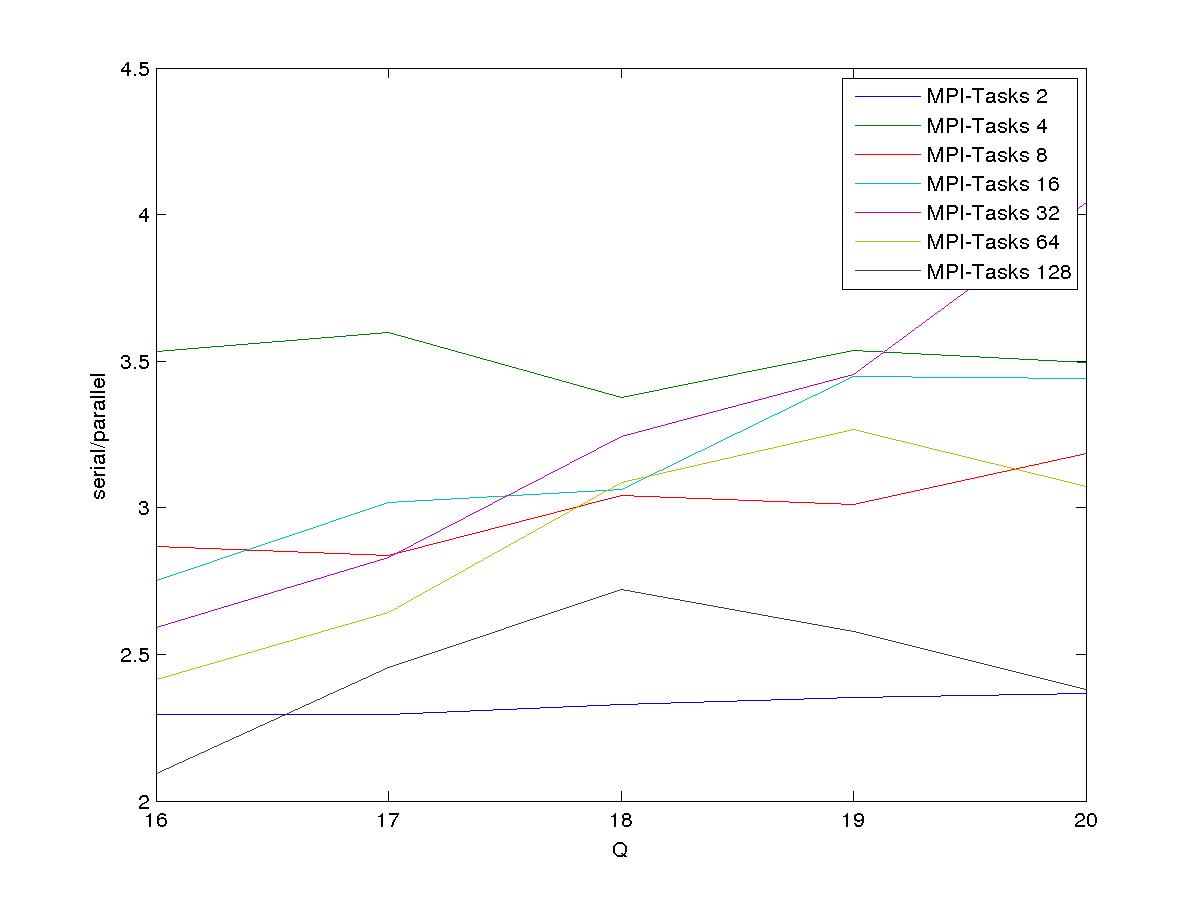 4.5
4
3.5
3
2.5
2
serial/parallel
16 17 18 19 20
Q
MPI-Tasks 2
MPI-Tasks 4
MPI-Tasks 8
MPI-Tasks 16
MPI-Tasks 32
MPI-Tasks 64
MPI-Tasks 128